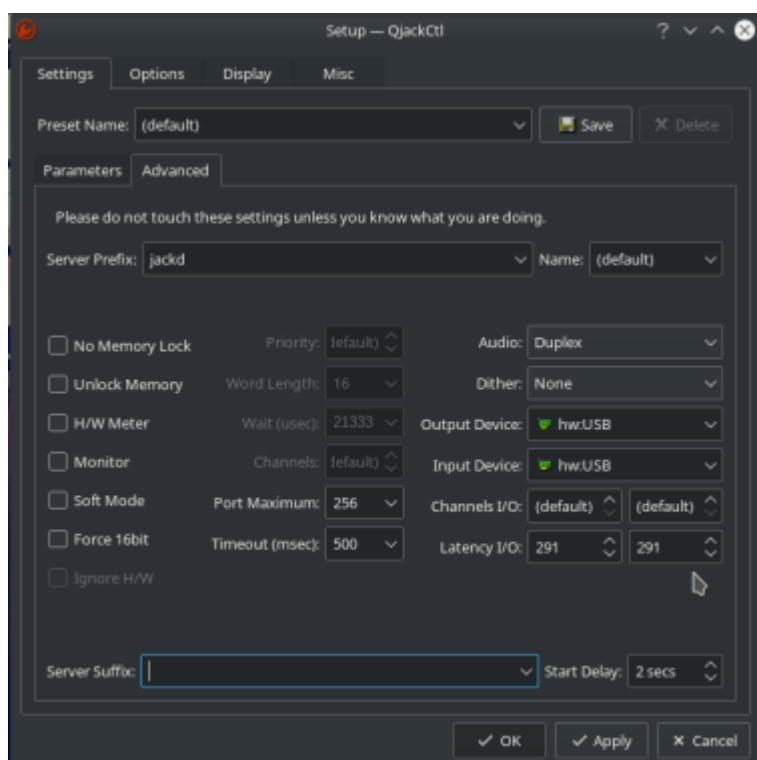 Setup — QjackCtl
Settings Options Display Misc
Preset Name: (default) Save Delete
Parameters Advanced
Please do not touch these settings unless you know what you are doing.
Server Prefix: jackd Name: (default)
No Memory Lock Priority: lefault) Audio: Duplex
Unlock Memory Word Length: 16 Dither: None
H/W Meter Wait (usec): 21333 Output Device: hw:USB
Monitor Channels: lefault) Input Device: hw:USB
Soft Mode Port Maximum: 256 Channels I/O: (default) (default)
Force 16bit Timeout (msec): 500 Latency I/O: 291 291
Ignore H/W
Server Suffix: Start Delay: 2 secs
OK Apply Cancel